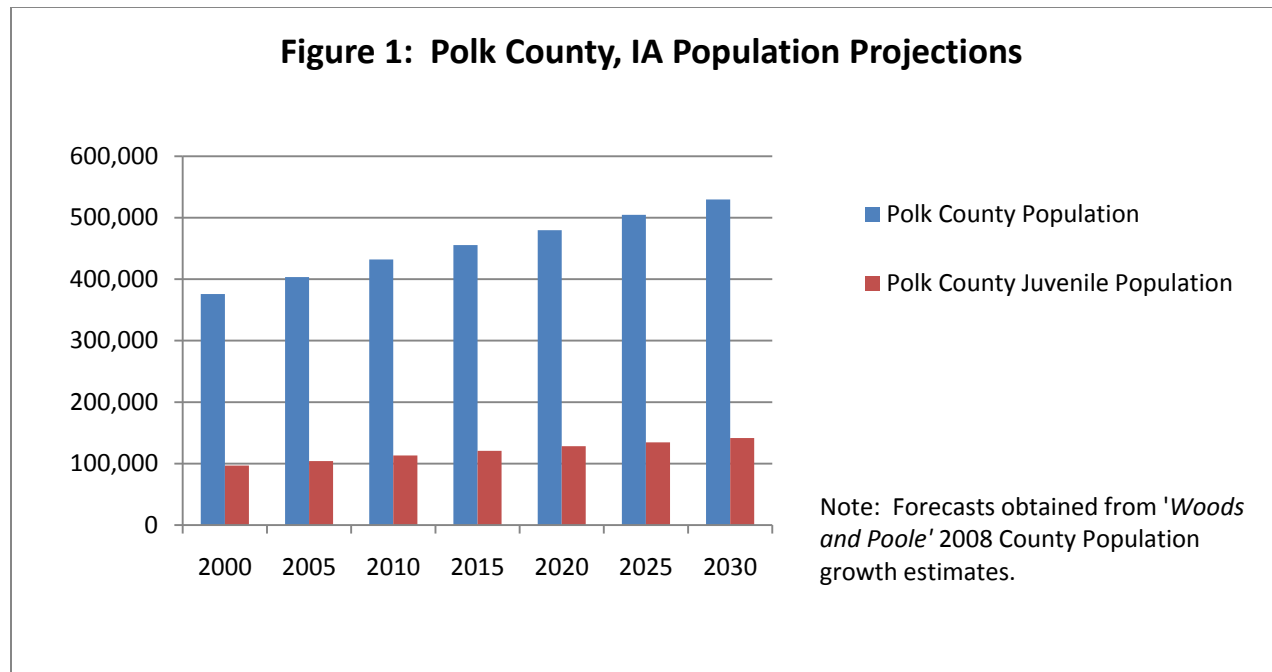 Figure 1:  Polk County, IA Population Projections
600,000
500,000
400,000
300,000
200,000
100,000
0
2000 2005 2010 2015 2020 2025 2030
Polk County Population
Polk County Juvenile Population
Note:  Forecasts obtained from 'Woods
and Poole' 2008 County Population
growth estimates.